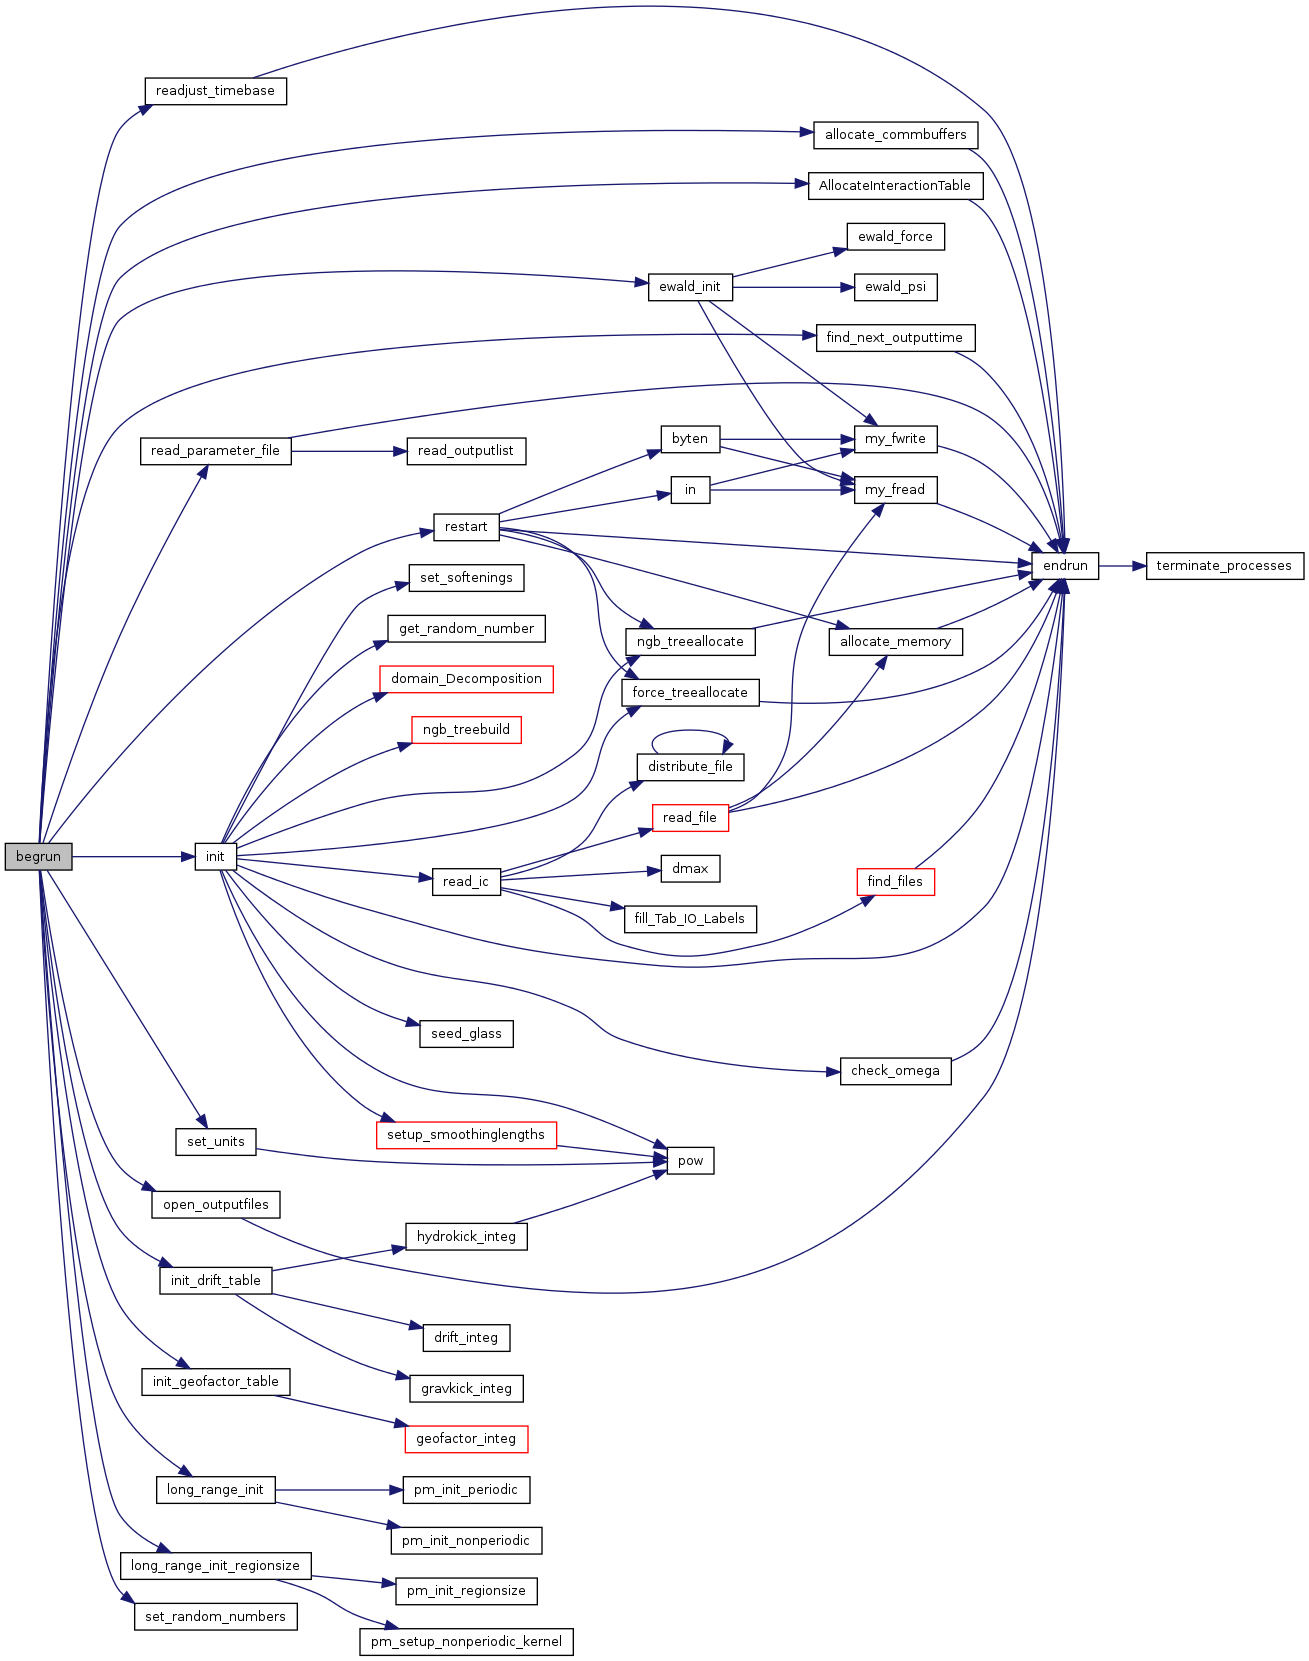 readjust_timebase
allocate_commbuffers
AllocateInteractionTable
ewald_force
ewald_init
ewald_psi
find_next_outputtime
byten
my_fwrite
read_parameter_file
read_outputlist
in
my_fread
restart
endrun
terminate_processes
set_softenings
get_random_number
ngb_treeallocate
allocate_memory
domain_Decomposition
force_treeallocate
ngb_treebuild
distribute_file
read_file
begrun
init
dmax
read_ic
find_files
fill_Tab_IO_Labels
seed_glass
check_omega
setup_smoothinglengths
set_units
pow
open_outputfiles
hydrokick_integ
init_drift_table
drift_integ
init_geofactor_table
gravkick_integ
geofactor_integ
long_range_init
pm_init_periodic
pm_init_nonperiodic
long_range_init_regionsize
pm_init_regionsize
set_random_numbers
pm_setup_nonperiodic_kernel